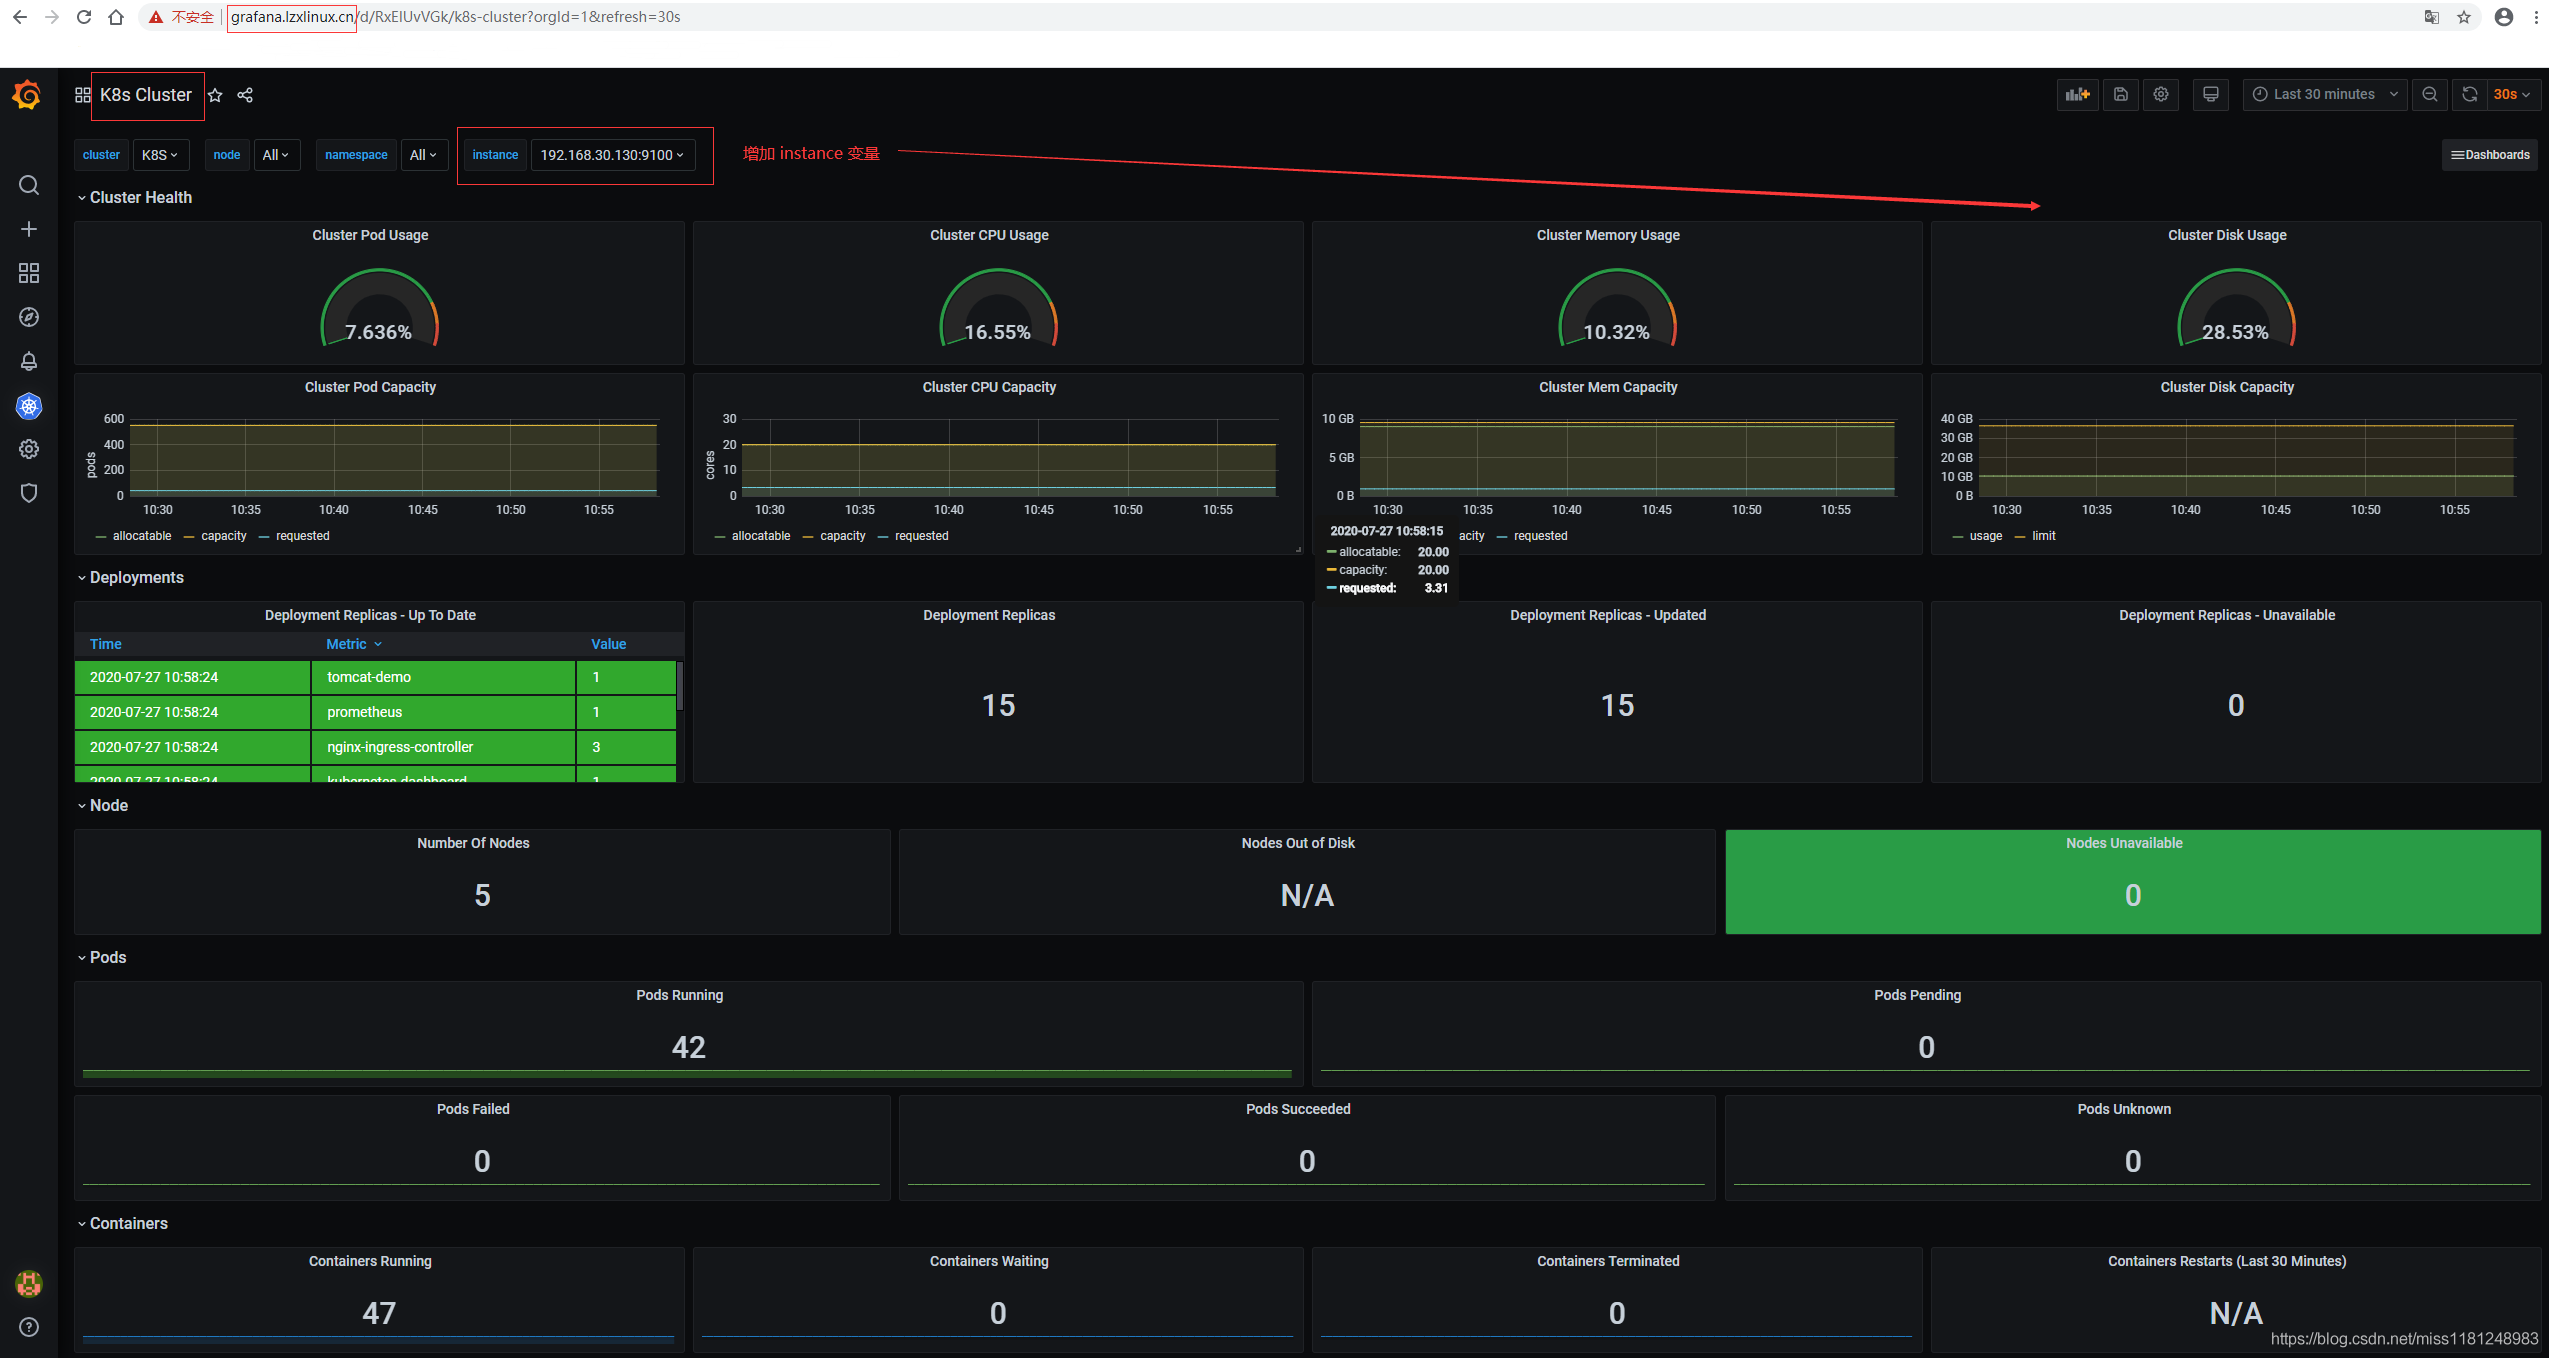 不安全 grafana.lzxlinux.cn/d/RxEIUvVGk/k8s-cluster?orgId=1&refresh=30s
K8s Cluster
Last 30 minutes
30s
cluster K8S node All namespace All instance 192.168.30.130:9100 增加 instance 变量 Dashboards
Cluster Health
Cluster Pod Usage Cluster CPU Usage Cluster Memory Usage Cluster Disk Usage
7.636% 16.55% 10.32% 28.53%
Cluster Pod Capacity
600
400
200
0
pods
10:30 10:35 10:40 10:45 10:50 10:55
allocatable capacity requested
Cluster CPU Capacity
30
20
10
0
cores
10:30 10:35 10:40 10:45 10:50 10:55
allocatable capacity requested
Cluster Mem Capacity
10 GB
5 GB
0 B
10:30 10:35 10:40 10:45 10:50 10:55
acity requested
2020-07-27 10:58:15
allocatable: 20.00
capacity: 20.00
requested: 3.31
Cluster Disk Capacity
40 GB
30 GB
20 GB
10 GB
0 B
10:30 10:35 10:40 10:45 10:50 10:55
usage limit
Deployments
Deployment Replicas - Up To Date
Time Metric Value
2020-07-27 10:58:24 tomcat-demo 1
2020-07-27 10:58:24 prometheus 1
2020-07-27 10:58:24 nginx-ingress-controller 3
2020-07-27 10:58:24 kubernetes-dashboard 1
Deployment Replicas
15
Deployment Replicas - Updated
15
Deployment Replicas - Unavailable
0
Node
Number Of Nodes Nodes Out of Disk Nodes Unavailable
5 N/A 0
Pods
Pods Running Pods Pending
42 0
Pods Failed Pods Succeeded Pods Unknown
0 0 0
Containers
Containers Running Containers Waiting Containers Terminated Containers Restarts (Last 30 Minutes)
47 0 0 N/A
https://blog.csdn.net/miss1181248983